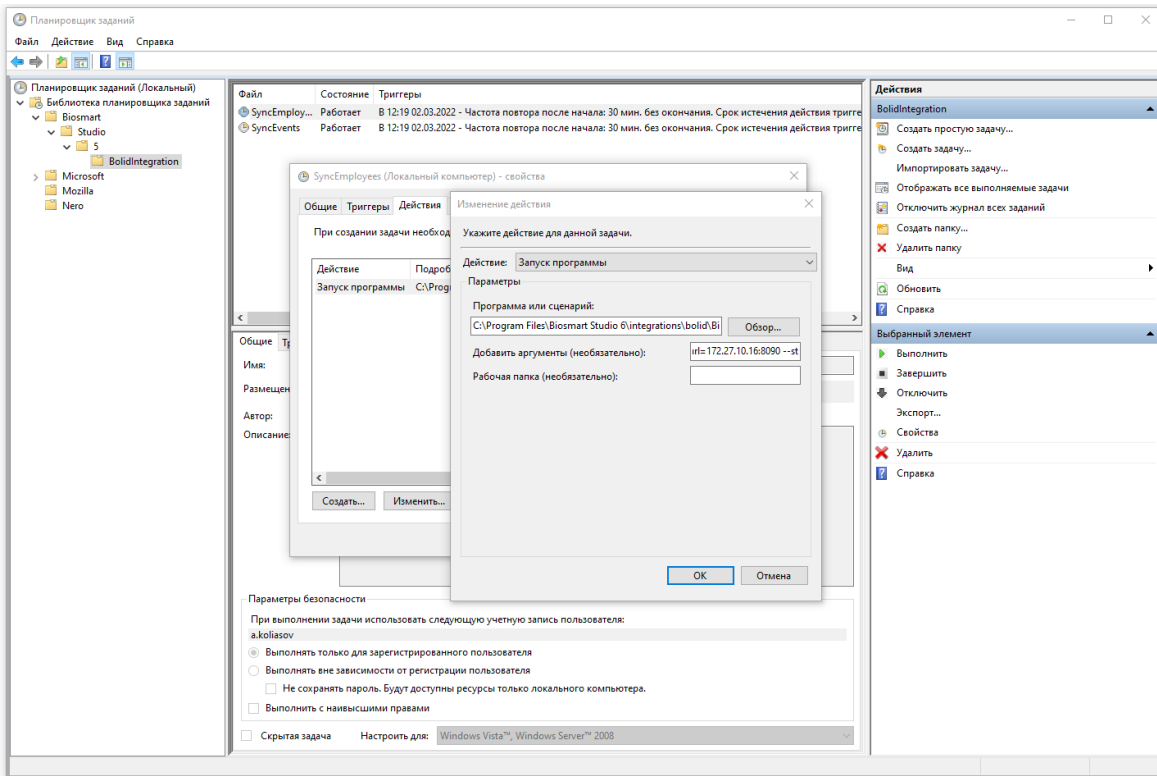 Планировщик заданий
Файл Действие Вид Справка
Планировщик заданий (Локальный)
Библиотека планировщика заданий
Biosmart
Studio
5
BolidIntegration
Microsoft
Mozilla
Nero
Файл Состояние Триггеры
SyncEmploy... Работает В 12:19 02.03.2022 - Частота повтора после начала: 30 мин. без окончания. Срок истечения действия тригге
SyncEvents Работает В 12:19 02.03.2022 - Частота повтора после начала: 30 мин. без окончания. Срок истечения действия тригге
SyncEmployees (Локальный компьютер) - свойства
Общие Триггеры Действия
При создании задачи необход
Действие Подроб
Запуск программы C:\Prog
Создать... Изменить...
Изменение действия
Укажите действие для данной задачи.
Действие: Запуск программы
Параметры
Программа или сценарий:
C:\Program Files\Biosmart Studio 6\integrations\bolid\Bi Обзор...
Добавить аргументы (необязательно): url=172.27.10.16:8090 --st
Рабочая папка (необязательно):
OK Отмена
Общие Тр
Имя:
Размещен
Автор:
Описание:
Параметры безопасности
При выполнении задачи использовать следующую учетную запись пользователя:
a.koliasov
Выполнять только для зарегистрированного пользователя
Выполнять вне зависимости от регистрации пользователя
Не сохранять пароль. Будут доступны ресурсы только локального компьютера.
Выполнить с наивысшими правами
Скрытая задача Настроить для: Windows Vista™, Windows Server™ 2008
Действия
BolidIntegration
Создать простую задачу...
Создать задачу...
Импортировать задачу...
Отображать все выполняемые задачи
Отключить журнал всех заданий
Создать папку...
Удалить папку
Вид
Обновить
Справка
Выбранный элемент
Выполнить
Завершить
Отключить
Экспорт...
Свойства
Удалить
Справка